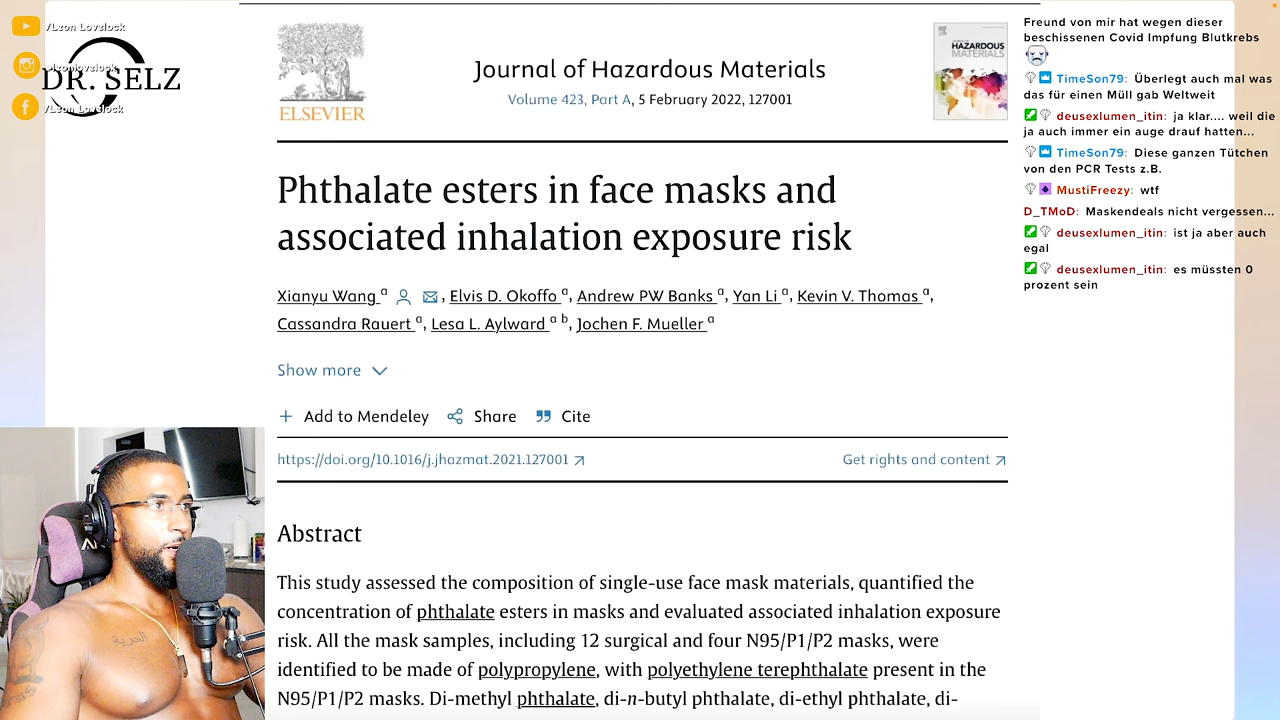 /Leon Lovelock
/leonlovelock
/Leon Lovelock
DR. SELZ
ELSEVIER
Journal of Hazardous Materials
Volume 423, Part A, 5 February 2022, 127001
HAZARDOUS
MATERIALS
Phthalate esters in face masks and
associated inhalation exposure risk
Xianyu Wang a, Elvis D. Okoffo a, Andrew PW Banks a, Yan Li a, Kevin V. Thomas a,
Cassandra Rauert a, Lesa L. Aylward a b, Jochen F. Mueller a
Show more
+ Add to Mendeley Share Cite
https://doi.org/10.1016/j.jhazmat.2021.127001 Get rights and content
Abstract
This study assessed the composition of single-use face mask materials, quantified the
concentration of phthalate esters in masks and evaluated associated inhalation exposure
risk. All the mask samples, including 12 surgical and four N95/P1/P2 masks, were
identified to be made of polypropylene, with polyethylene terephthalate present in the
N95/P1/P2 masks. Di-methyl phthalate, di-n-butyl phthalate, di-ethyl phthalate, di-
Freund von mir hat wegen dieser
beschissenen Covid Impfung Blutkrebs
TimeSon79: Überlegt auch mal was
das für einen Müll gab Weltweit
deusexlumen_itin: ja klar.... weil die
ja auch immer ein auge drauf hatten...
TimeSon79: Diese ganzen Tütchen
von den PCR Tests z.B.
MustiFreezy: wtf
D_TMoD: Maskendeals nicht vergessen...
deusexlumen_itin: ist ja aber auch
egal
deusexlumen_itin: es müssten 0
prozent sein